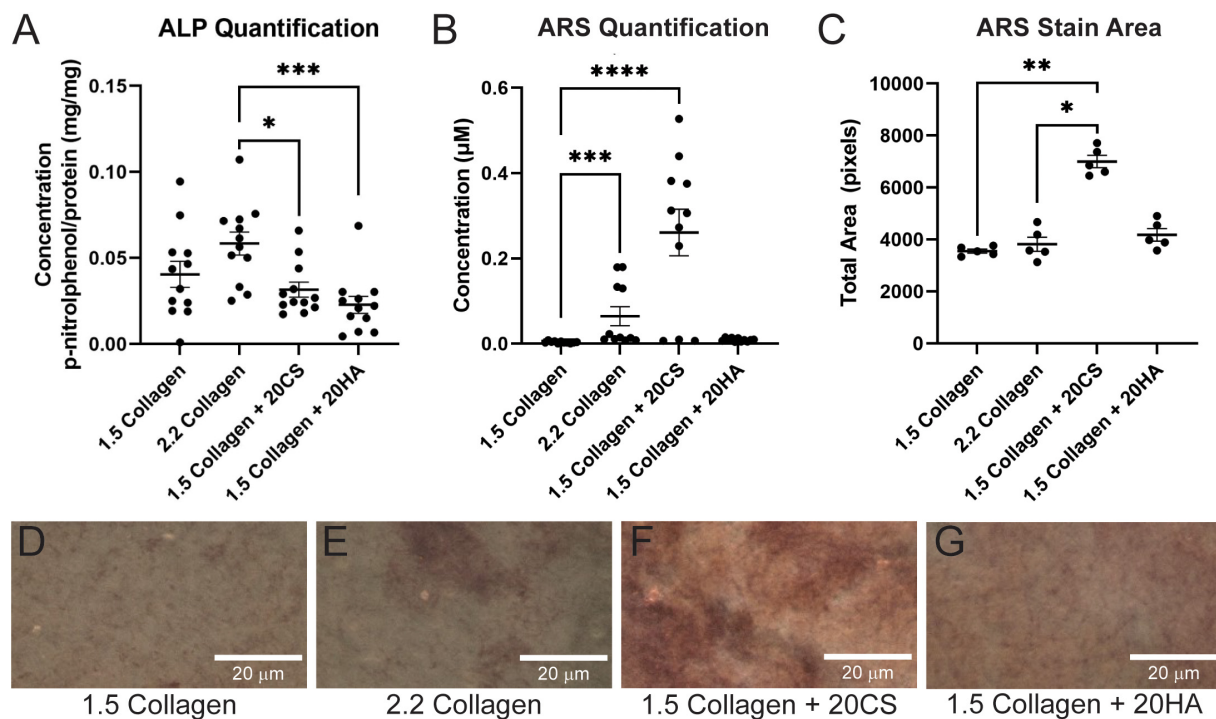 A
ALP Quantification
Concentration
p-nitrolphenol/protein (mg/mg)
0.15
0.10
0.05
0.00
***
*
1.5 Collagen
2.2 Collagen
1.5 Collagen + 20CS
1.5 Collagen + 20HA
B
ARS Quantification
Concentration (μM)
0.6
0.4
0.2
0.0
****
***
1.5 Collagen
2.2 Collagen
1.5 Collagen + 20CS
1.5 Collagen + 20HA
C
ARS Stain Area
Total Area (pixels)
10000
8000
6000
4000
2000
0
**
*
1.5 Collagen
2.2 Collagen
1.5 Collagen + 20CS
1.5 Collagen + 20HA
D
20 μm
1.5 Collagen
E
20 μm
2.2 Collagen
F
20 μm
1.5 Collagen + 20CS
G
20 μm
1.5 Collagen + 20HA